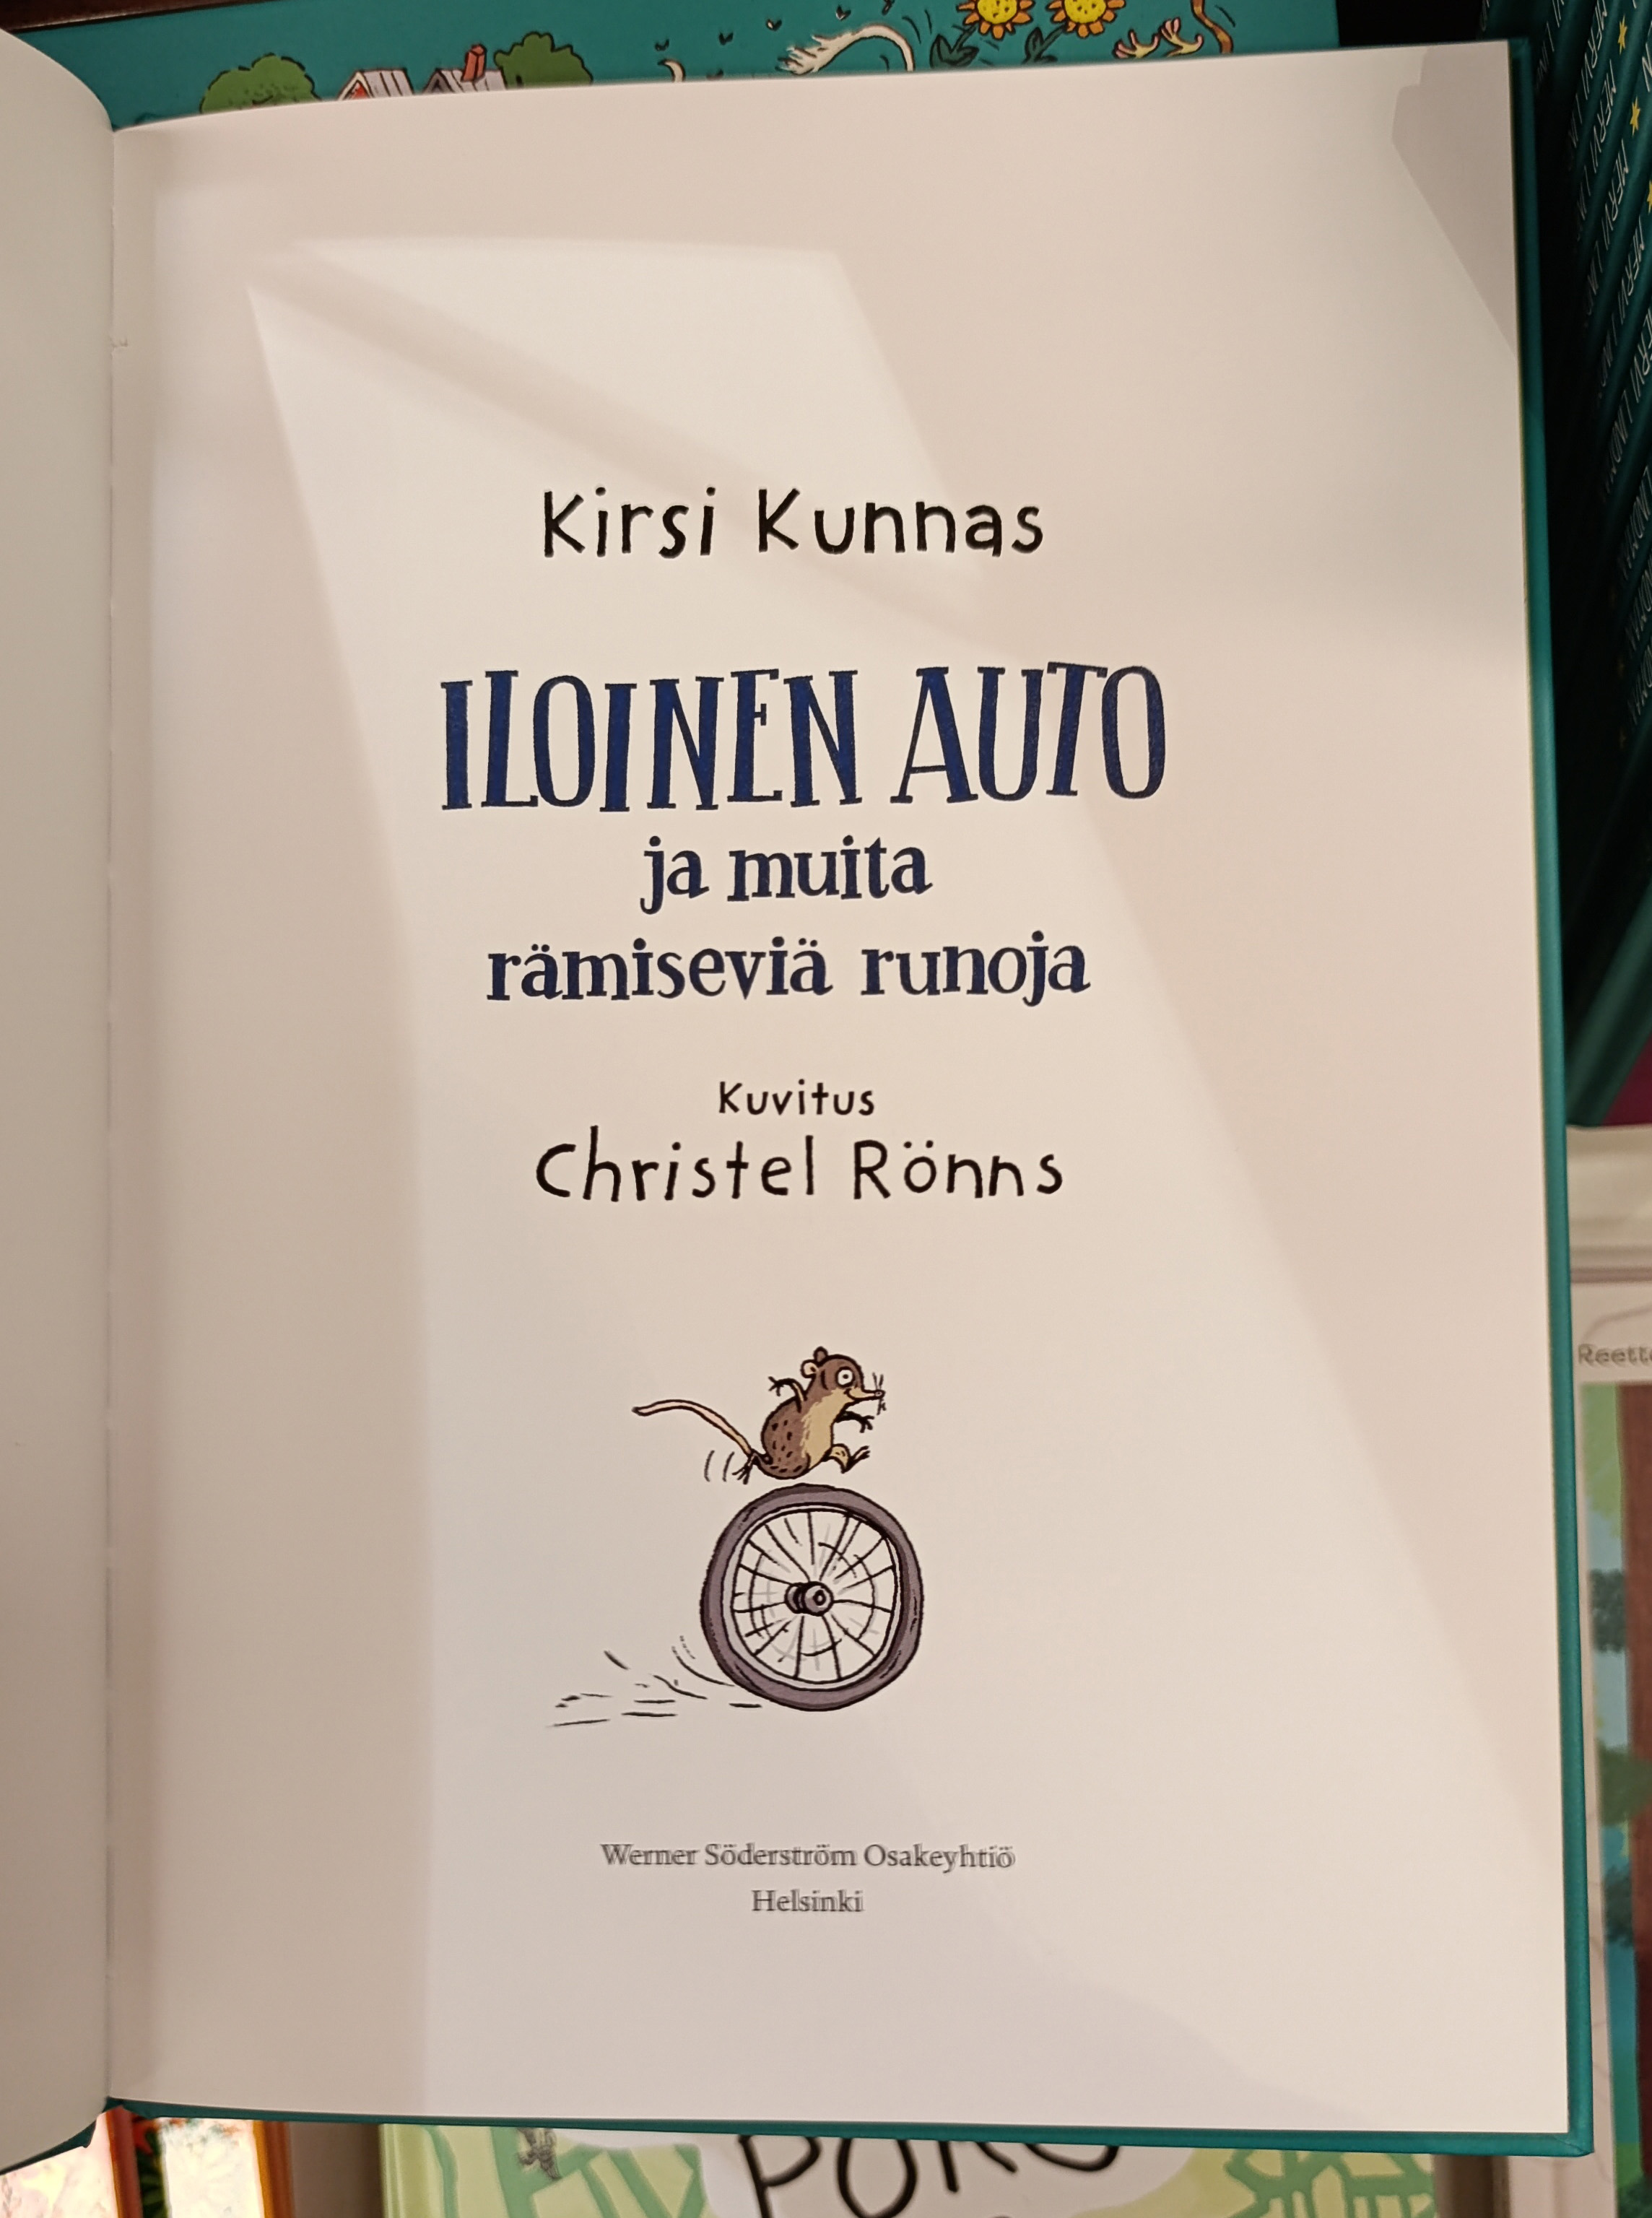 Kirsi Kunnas
ILOINEN AUTO
ja muita
rämiseviä runoja
Kuvitus
Christel Rönns
Werner Söderström Osakeyhtiö
Helsinki